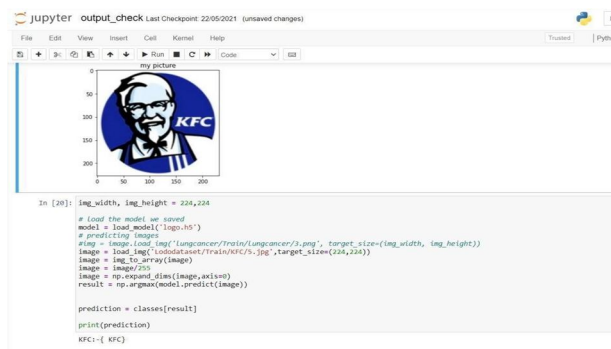 jupyter output_check Last Checkpoint: 22/05/2021 (unsaved changes)
File Edit View Insert Cell Kernel Help Trusted Pyth
Run Code
my picture
0
50
100
150
200
KFC
0 50 100 150 200
In [20]: img_width, img_height = 224,224
# load the model we saved
model = load_model('logo.h5')
# predicting images
#img = image.load_img('lungcancer/Train/lungcancer/3.png', target_size=(img_width, img_height))
image = load_img('Lododataset/Train/KFC/5.jpg',target_size=(224,224))
image = img_to_array(image)
image = image/255
image = np.expand_dims(image,axis=0)
result = np.argmax(model.predict(image))
prediction = classes[result]
print(prediction)
KFC:-{ KFC}